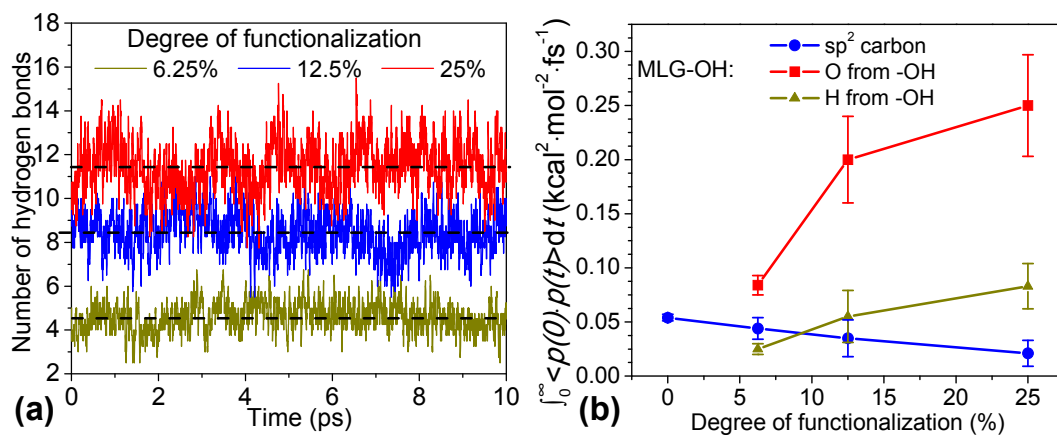 Number of hydrogen bonds
18
16
14
12
10
8
6
4
2
Degree of functionalization
6.25% 12.5% 25%
0 2 4 6 8 10
Time (ps)
(a)
∫₀^∞<p(0)·p(t)>dt (kcal²·mol⁻²·fs⁻¹)
0.30
0.25
0.20
0.15
0.10
0.05
0.00
MLG-OH:
sp² carbon
O from -OH
H from -OH
0 5 10 15 20 25
Degree of functionalization (%)
(b)